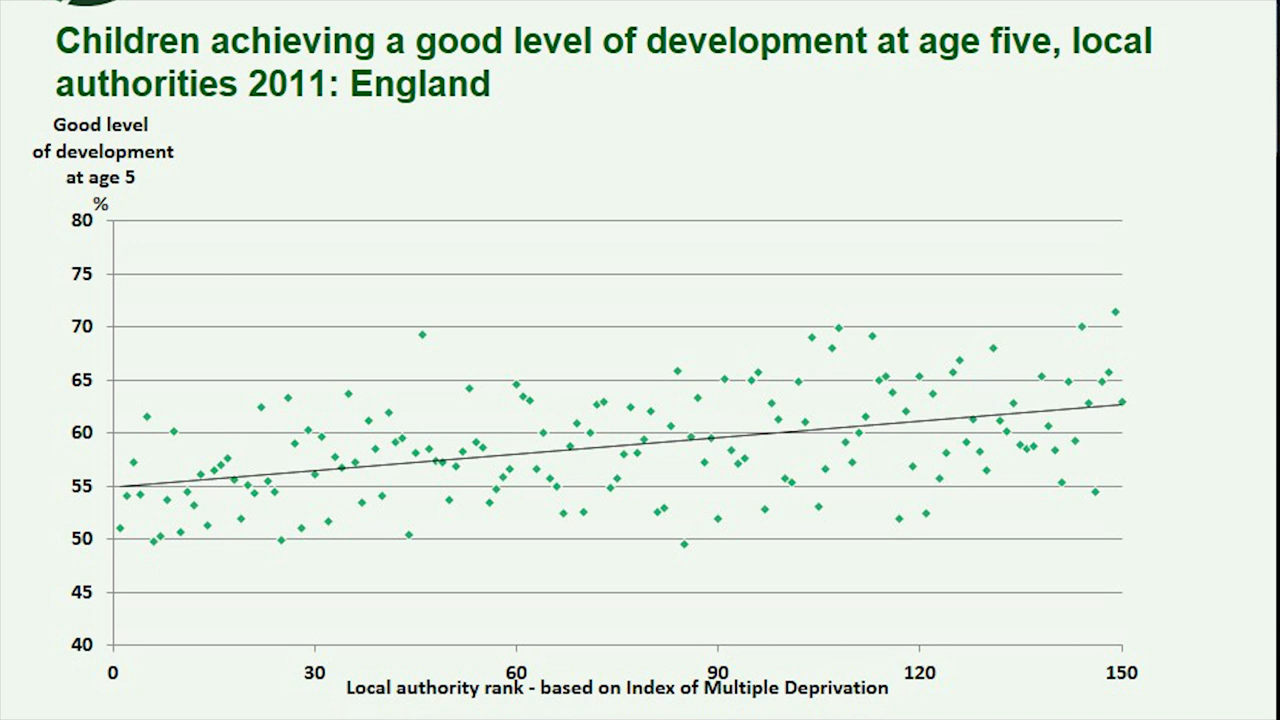 Children achieving a good level of development at age five, local
authorities 2011: England
Good level
of development
at age 5
%
80
75
70
65
60
55
50
45
40
0 30 60 90 120 150
Local authority rank - based on Index of Multiple Deprivation